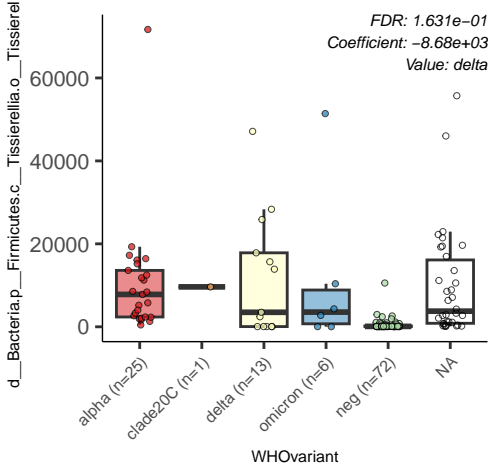 FDR: 1.631e−01
Coefficient: −8.68e+03
Value: delta
d__Bacteria.p__Firmicutes.c__Tissierellia.o__Tissierell
60000
40000
20000
0
alpha (n=25)
clade20C (n=1)
delta (n=13)
omicron (n=6)
neg (n=72)
NA
WHOvariant